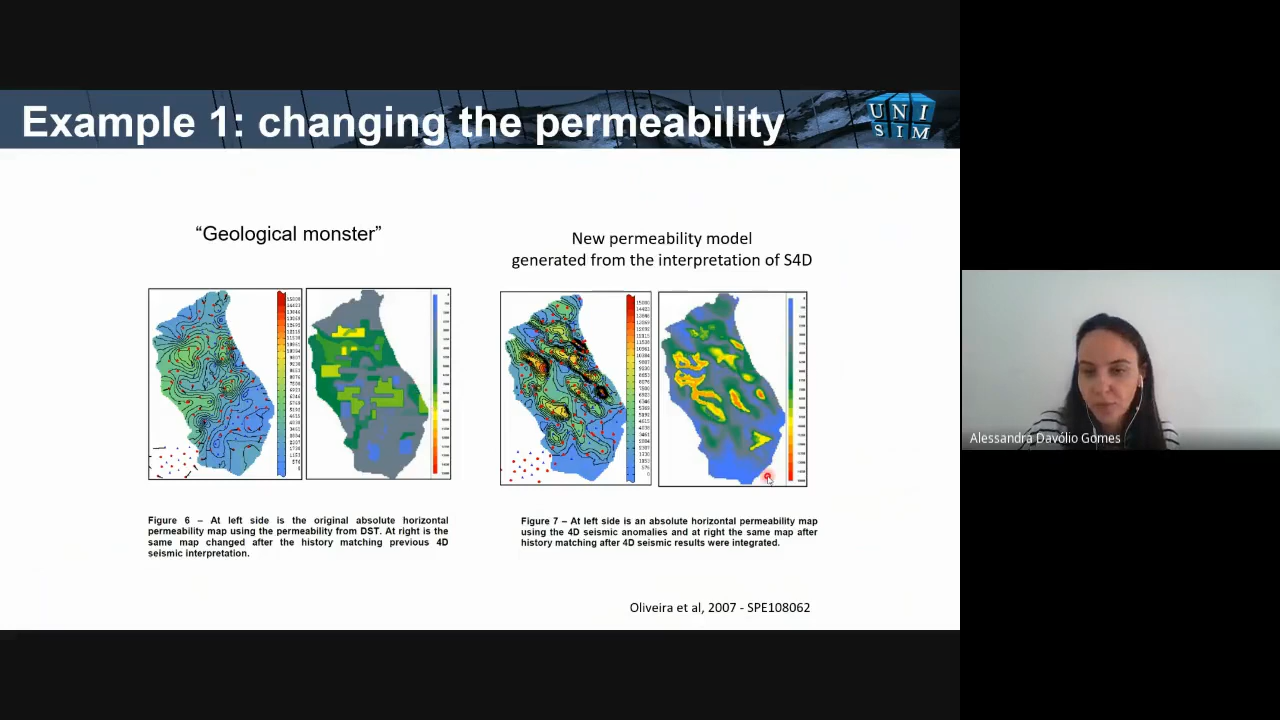 Example 1: changing the permeability
UNI
SIM
“Geological monster”
New permeability model
generated from the interpretation of S4D
Figure 6 – At left side is the original absolute horizontal
permeability map using the permeability from DST. At right is the
same map changed after the history matching previous 4D
seismic interpretation.
Figure 7 – At left side is an absolute horizontal permeability map
using the 4D seismic anomalies and at right the same map after
history matching after 4D seismic results were integrated.
Oliveira et al, 2007 - SPE108062
Alessandra Davólio Gomes